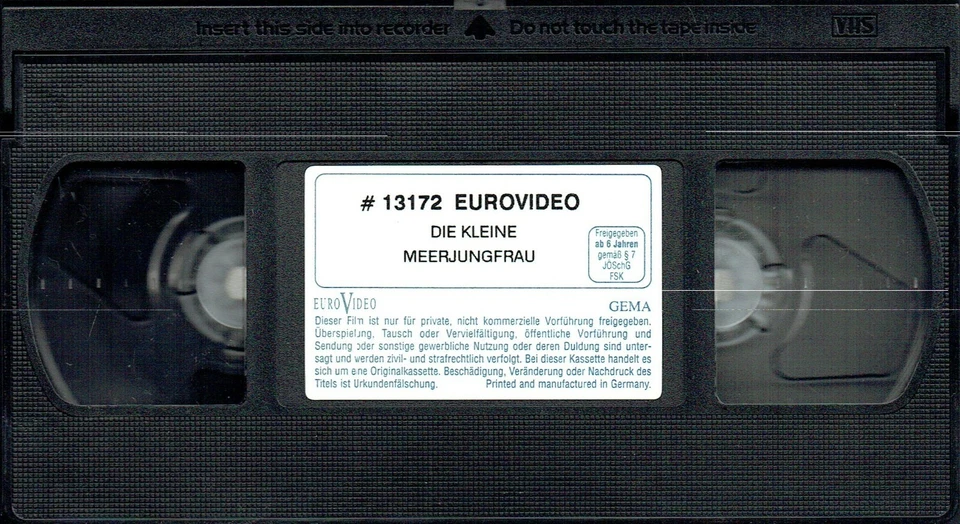 Insert this side into recorder
Do not touch the tape inside
VHS
# 13172 EUROVIDEO
DIE KLEINE
MEERJUNGFRAU
Freigegeben
ab 6 Jahren
gemäß § 7
JÖSchG
FSK
EUROVIDEO
GEMA
Dieser Film ist nur für private, nicht kommerzielle Vorführung freigegeben.
Überspielung, Tausch oder Vervielfältigung, öffentliche Vorführung und
Sendung oder sonstige gewerbliche Nutzung oder deren Duldung sind unter-
sagt und werden zivil- und strafrechtlich verfolgt. Bei dieser Kassette handelt es
sich um eine Originalkassette. Beschädigung, Veränderung oder Nachdruck des
Titels ist Urkundenfälschung. Printed and manufactured in Germany.